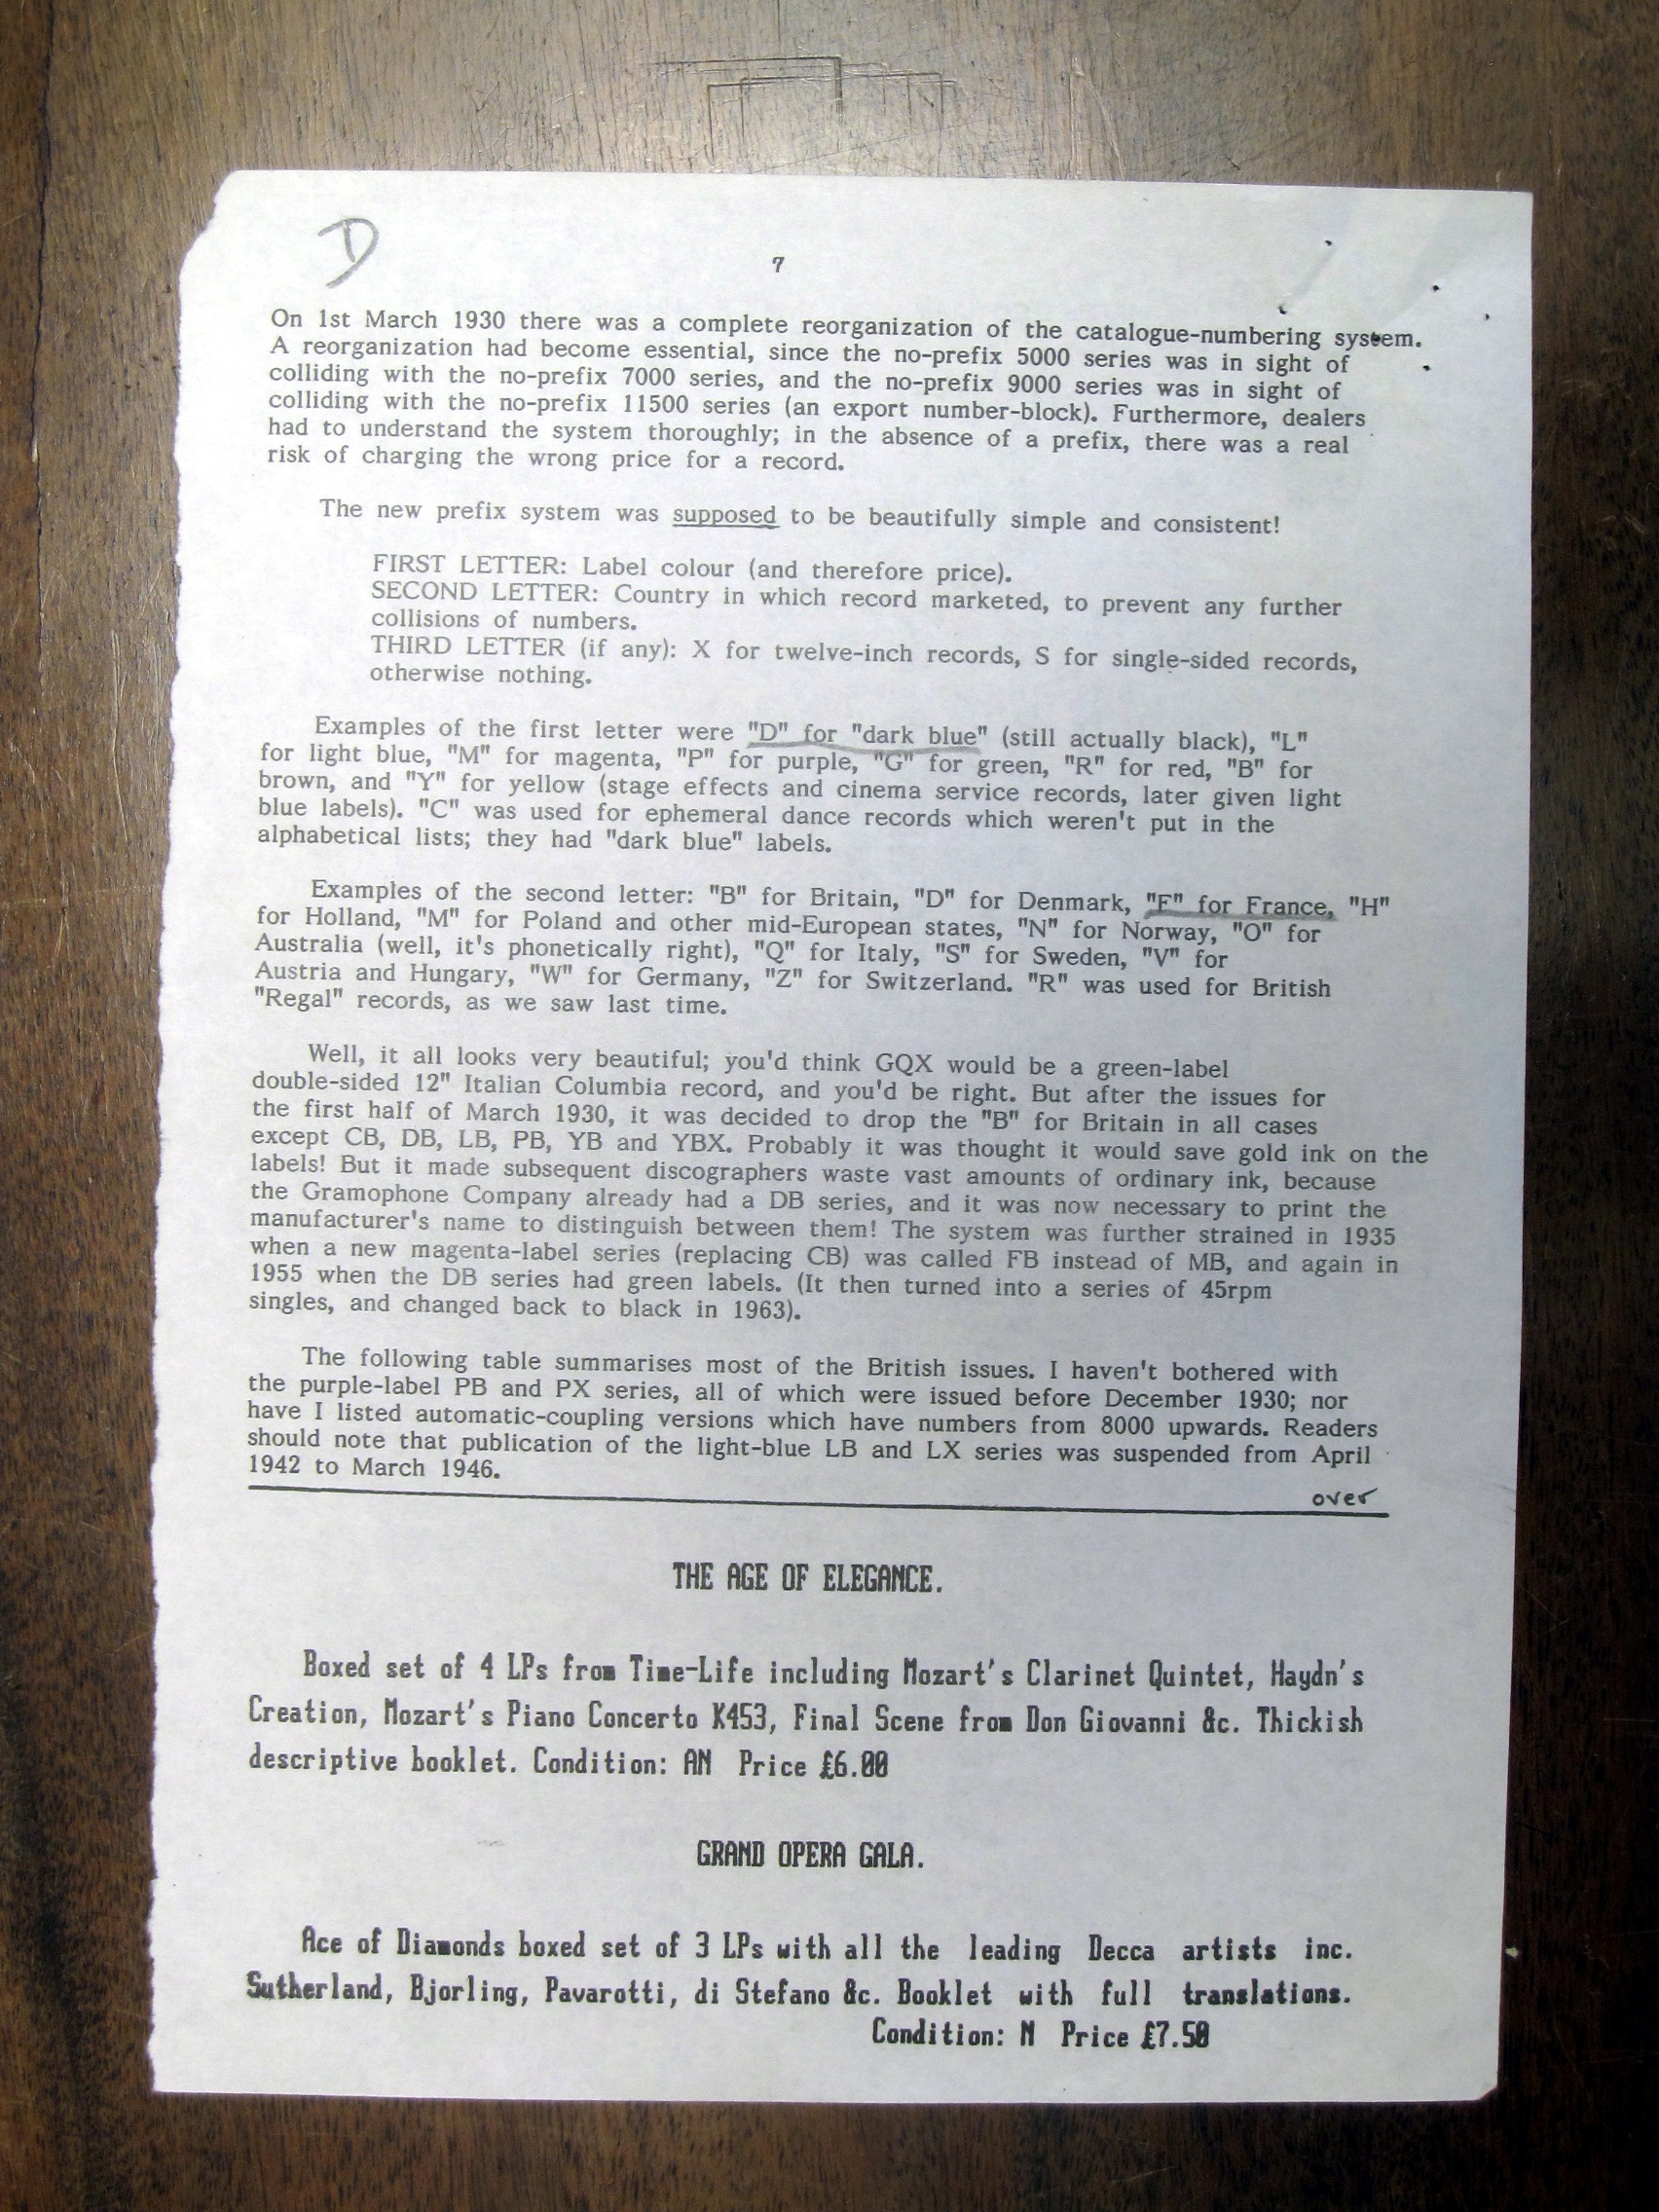 D
7
On 1st March 1930 there was a complete reorganization of the catalogue-numbering system.
A reorganization had become essential, since the no-prefix 5000 series was in sight of
colliding with the no-prefix 7000 series, and the no-prefix 9000 series was in sight of
colliding with the no-prefix 11500 series (an export number-block). Furthermore, dealers
had to understand the system thoroughly; in the absence of a prefix, there was a real
risk of charging the wrong price for a record.
The new prefix system was supposed to be beautifully simple and consistent!
FIRST LETTER: Label colour (and therefore price).
SECOND LETTER: Country in which record marketed, to prevent any further
collisions of numbers.
THIRD LETTER (if any): X for twelve-inch records, S for single-sided records,
otherwise nothing.
Examples of the first letter were "D" for "dark blue" (still actually black), "L"
for light blue, "M" for magenta, "P" for purple, "G" for green, "R" for red, "B" for
brown, and "Y" for yellow (stage effects and cinema service records, later given light
blue labels). "C" was used for ephemeral dance records which weren't put in the
alphabetical lists; they had "dark blue" labels.
Examples of the second letter: "B" for Britain, "D" for Denmark, "F" for France, "H"
for Holland, "M" for Poland and other mid-European states, "N" for Norway, "O" for
Australia (well, it's phonetically right), "Q" for Italy, "S" for Sweden, "V" for
Austria and Hungary, "W" for Germany, "Z" for Switzerland. "R" was used for British
"Regal" records, as we saw last time.
Well, it all looks very beautiful; you'd think GQX would be a green-label
double-sided 12" Italian Columbia record, and you'd be right. But after the issues for
the first half of March 1930, it was decided to drop the "B" for Britain in all cases
except CB, DB, LB, PB, YB and YBX. Probably it was thought it would save gold ink on the
labels! But it made subsequent discographers waste vast amounts of ordinary ink, because
the Gramophone Company already had a DB series, and it was now necessary to print the
manufacturer's name to distinguish between them! The system was further strained in 1935
when a new magenta-label series (replacing CB) was called FB instead of MB, and again in
1955 when the DB series had green labels. (It then turned into a series of 45rpm
singles, and changed back to black in 1963).
The following table summarises most of the British issues. I haven't bothered with
the purple-label PB and PX series, all of which were issued before December 1930; nor
have I listed automatic-coupling versions which have numbers from 8000 upwards. Readers
should note that publication of the light-blue LB and LX series was suspended from April
1942 to March 1946.
over
THE AGE OF ELEGANCE.
Boxed set of 4 LPs from Time-Life including Mozart's Clarinet Quintet, Haydn's
Creation, Mozart's Piano Concerto K453, Final Scene from Don Giovanni &c. Thickish
descriptive booklet. Condition: AN Price £6.00
GRAND OPERA GALA.
Ace of Diamonds boxed set of 3 LPs with all the leading Decca artists inc.
Sutherland, Bjorling, Pavarotti, di Stefano &c. Booklet with full translations.
Condition: N Price £7.50